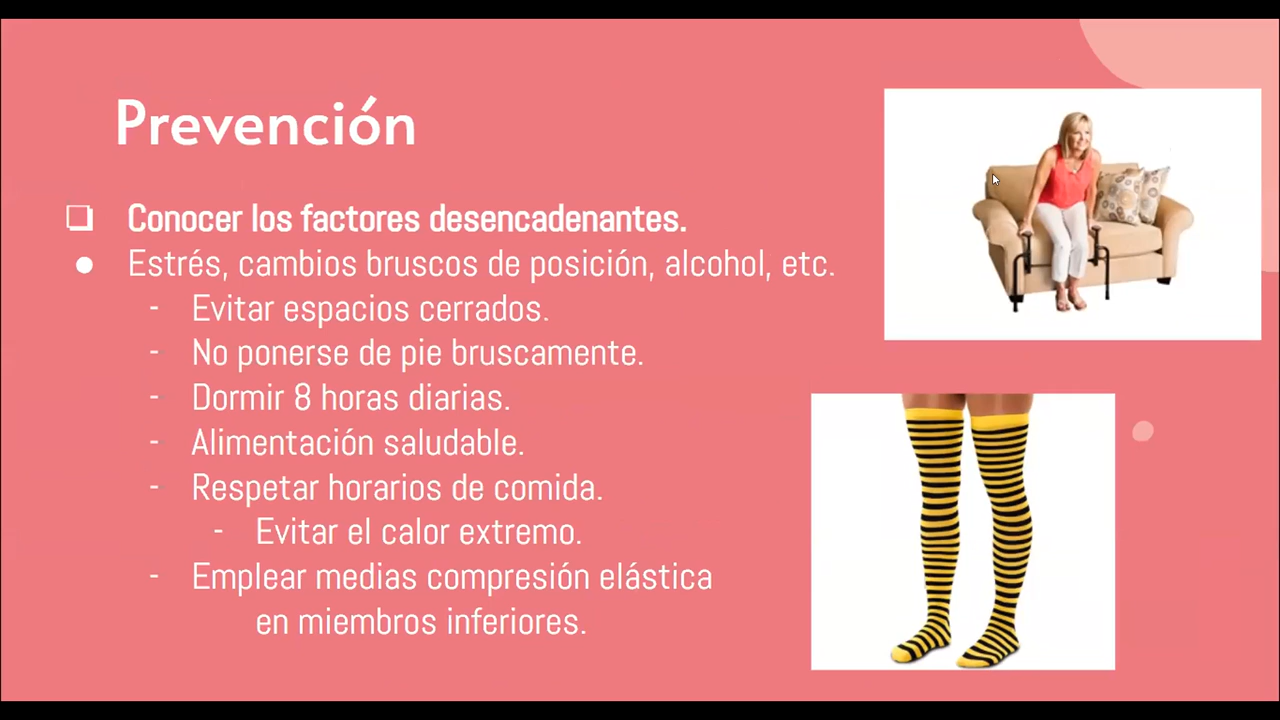 Prevención
❏ Conocer los factores desencadenantes.
● Estrés, cambios bruscos de posición, alcohol, etc.
- Evitar espacios cerrados.
- No ponerse de pie bruscamente.
- Dormir 8 horas diarias.
- Alimentación saludable.
- Respetar horarios de comida.
- Evitar el calor extremo.
- Emplear medias compresión elástica
en miembros inferiores.